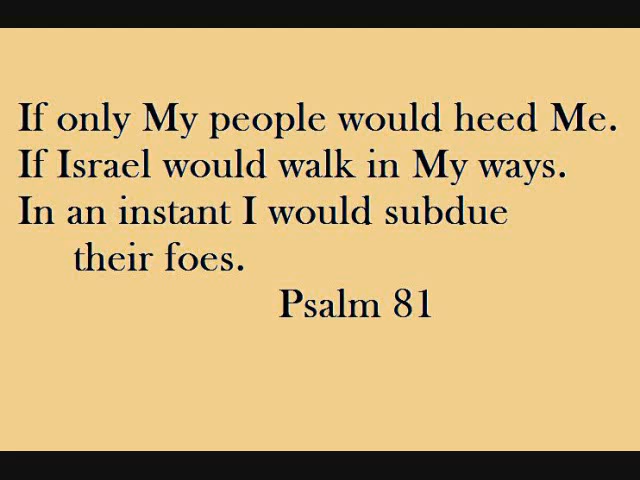 If only My people would heed Me.
If Israel would walk in My ways.
In an instant I would subdue
their foes.
Psalm 81